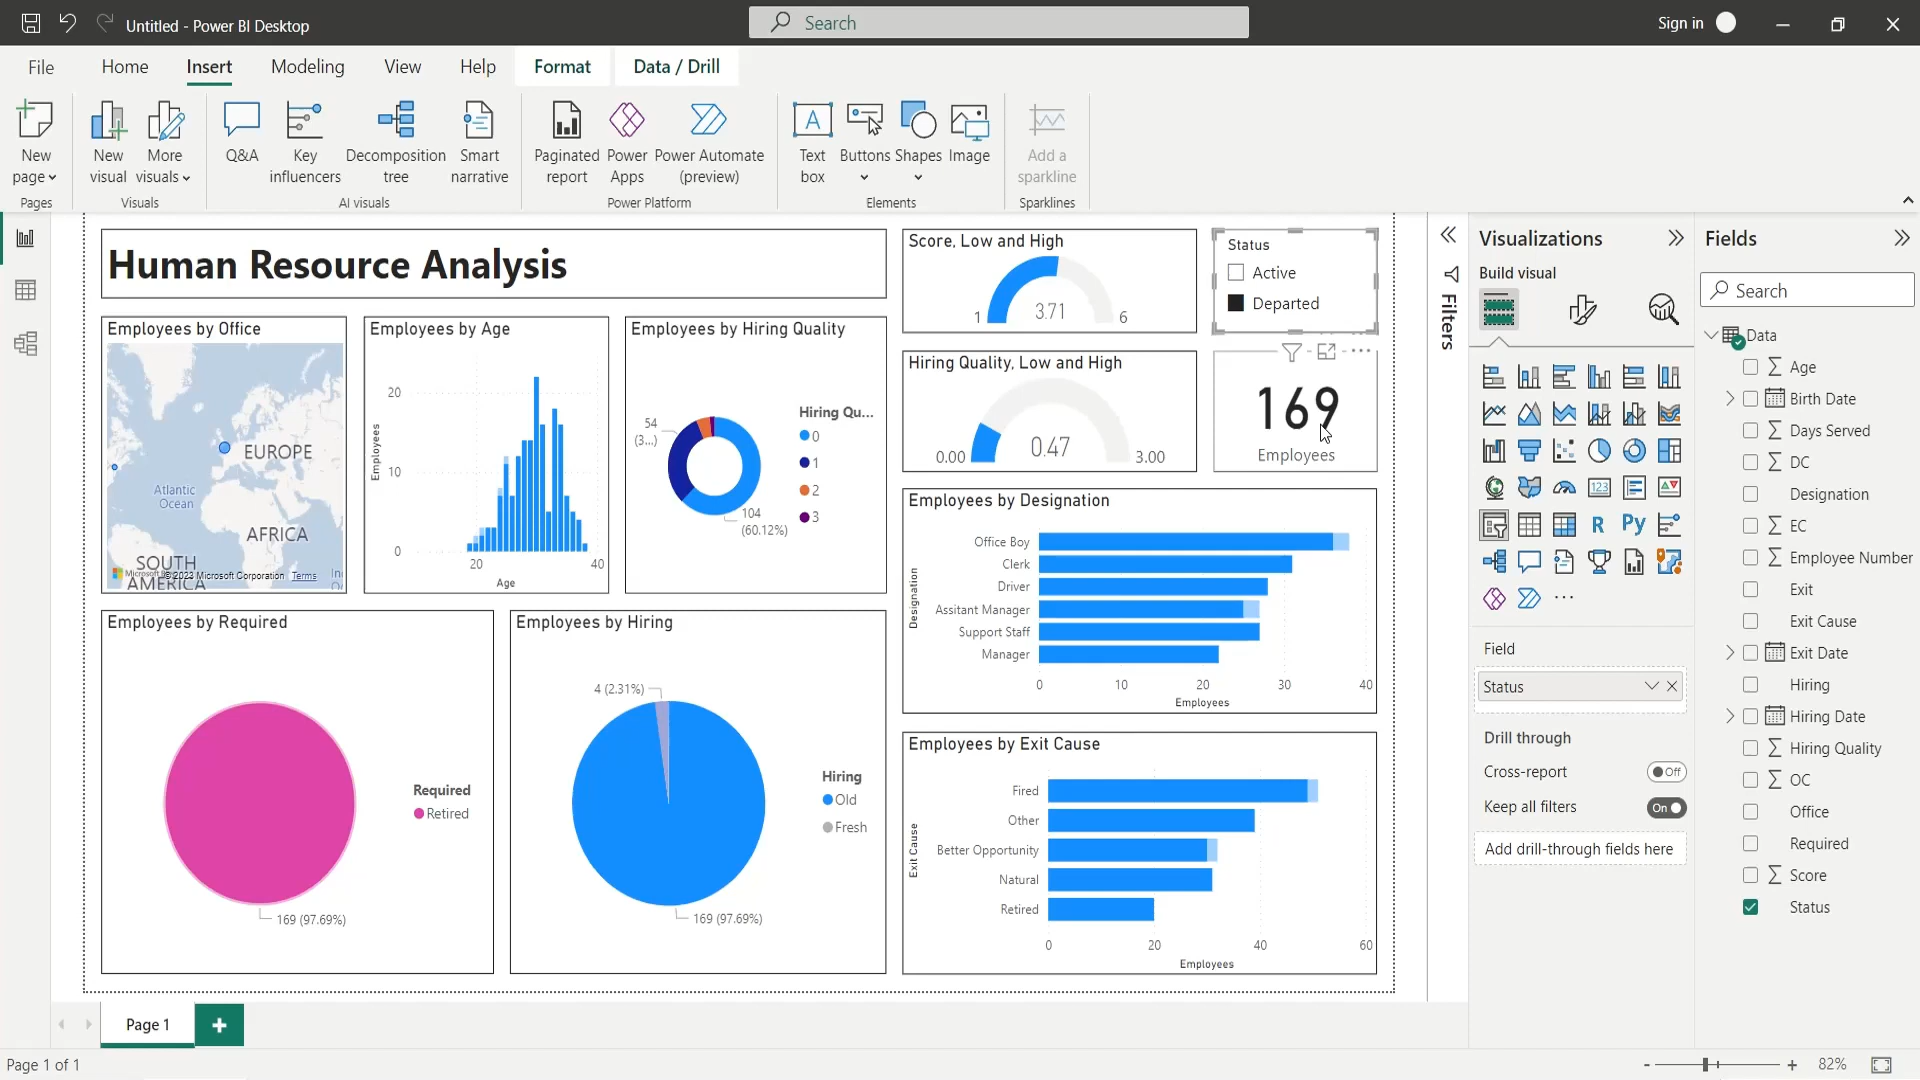 Untitled - Power BI Desktop
Search
Sign in
File
Home
Insert
Modeling
View
Help
Format
Data / Drill
New page
New visual
More visuals
Q&A
Key influencers
Decomposition tree
Smart narrative
Paginated report
Power Apps
Power Automate (preview)
Text box
Buttons
Shapes
Image
Add a sparkline
Pages
Visuals
AI visuals
Power Platform
Elements
Sparklines
Human Resource Analysis
Score, Low and High
1
3.71
6
Status
Active
Departed
Employees by Office
EUROPE
Atlantic
Ocean
AFRICA
SOUTH
AMERICA
© 2023 Microsoft Corporation
Terms
Employees by Age
Employees
20
10
0
20
40
Age
Employees by Hiring Quality
54
(3...)
104
(60.12%)
Hiring Qu...
0
1
2
3
Hiring Quality, Low and High
0.00
0.47
3.00
169
Employees
Employees by Designation
Designation
Office Boy
Clerk
Driver
Assitant Manager
Support Staff
Manager
0
10
20
30
40
Employees
Employees by Required
169 (97.69%)
Required
Retired
Employees by Hiring
4 (2.31%)
169 (97.69%)
Hiring
Old
Fresh
Employees by Exit Cause
Exit Cause
Fired
Other
Better Opportunity
Natural
Retired
0
20
40
60
Employees
Filters
Visualizations
Build visual
123
R
Py
Field
Status
Drill through
Cross-report
Off
Keep all filters
On
Add drill-through fields here
Fields
Search
Data
Age
Birth Date
Days Served
DC
Designation
EC
Employee Number
Exit
Exit Cause
Exit Date
Hiring
Hiring Date
Hiring Quality
OC
Office
Required
Score
Status
Page 1
Page 1 of 1
82%